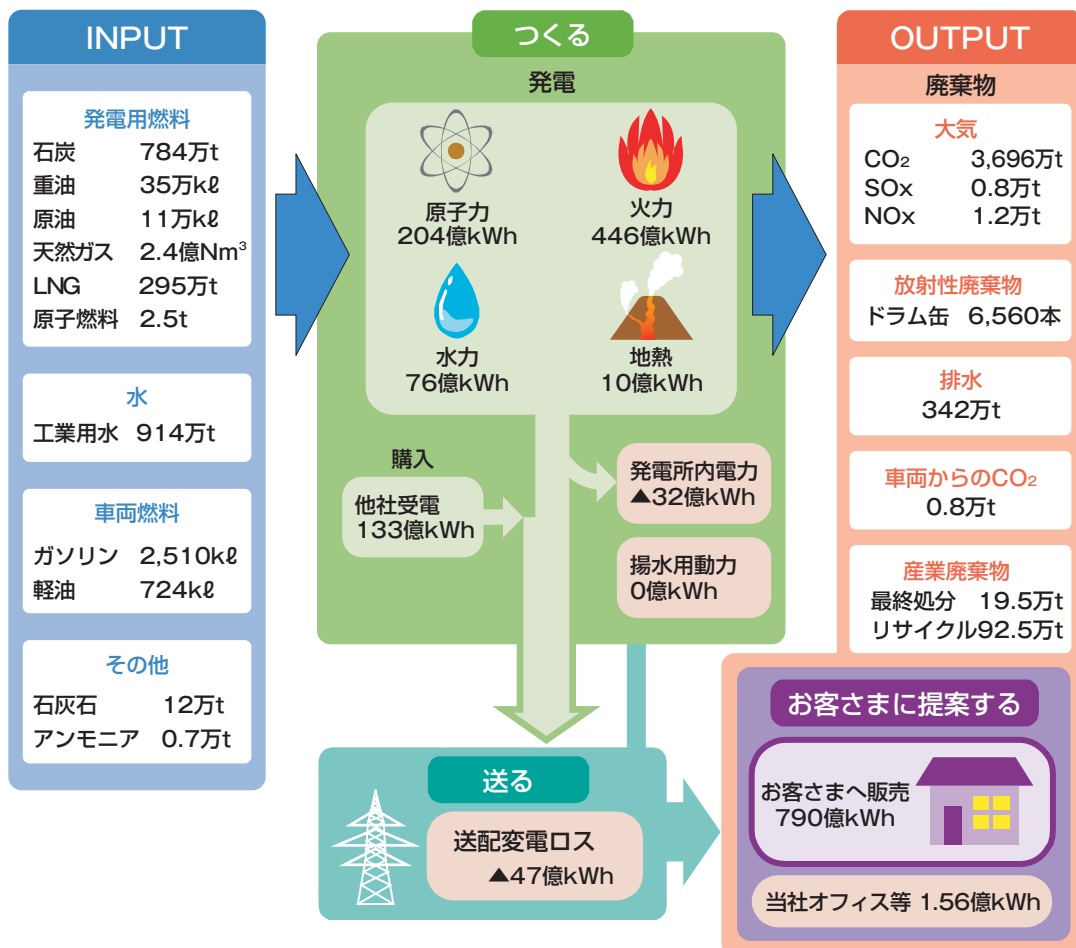 INPUT
発電用燃料
石炭 784万t
重油 35万kℓ
原油 11万kℓ
天然ガス 2.4億Nm³
LNG 295万t
原子燃料 2.5t
水
工業用水 914万t
車両燃料
ガソリン 2,510kℓ
軽油 724kℓ
その他
石灰石 12万t
アンモニア 0.7万t
つくる
発電
原子力
204億kWh
火力
446億kWh
水力
76億kWh
地熱
10億kWh
購入
他社受電
133億kWh
発電所内電力
▲32億kWh
揚水用動力
0億kWh
送る
送配変電ロス
▲47億kWh
OUTPUT
廃棄物
大気
CO₂ 3,696万t
SOx 0.8万t
NOx 1.2万t
放射性廃棄物
ドラム缶 6,560本
排水
342万t
車両からのCO₂
0.8万t
産業廃棄物
最終処分 19.5万t
リサイクル92.5万t
お客さまに提案する
お客さまへ販売
790億kWh
当社オフィス等 1.56億kWh